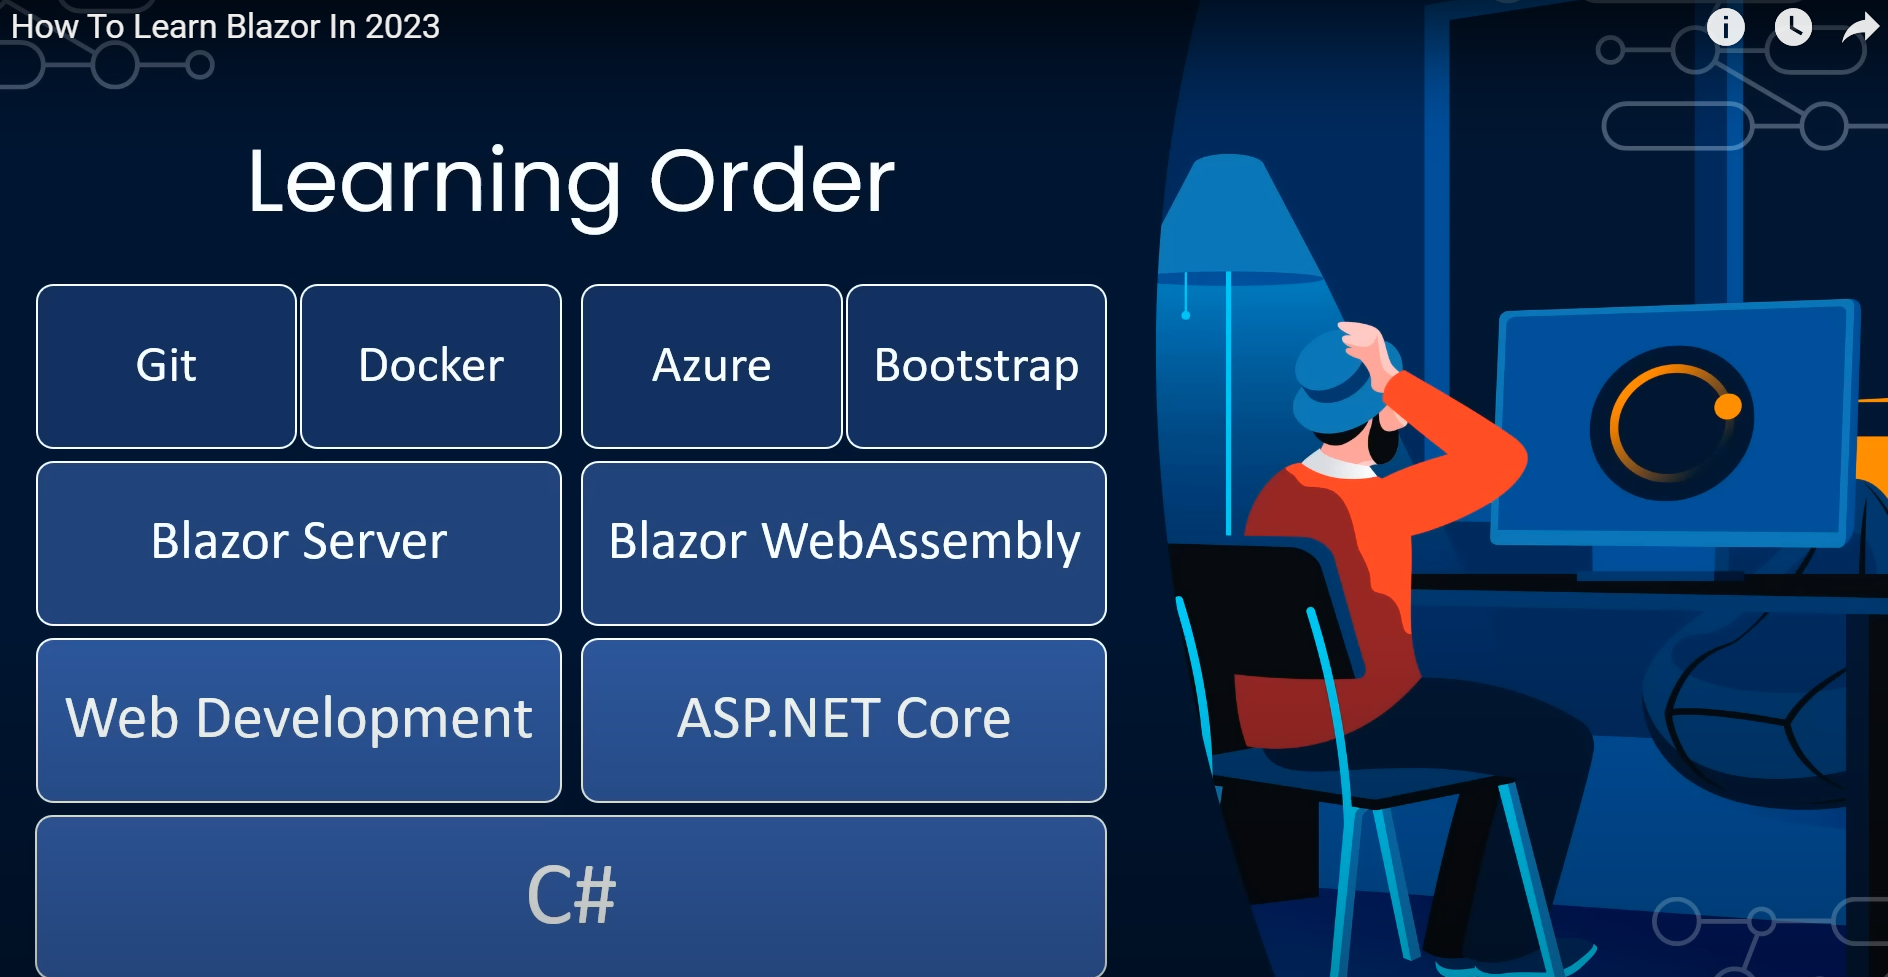 How To Learn Blazor In 2023
Learning Order
Git
Docker
Azure
Bootstrap
Blazor Server
Blazor WebAssembly
Web Development
ASP.NET Core
C#